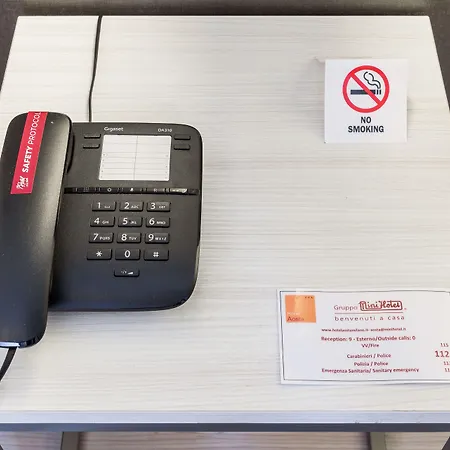 Gigaset DA310
SAFETY PROTOCOL
1
2 ABC
3 DEF
4 GHI
5 JKL
6 MNO
7 PQRS
8 TUV
9 WXYZ
*
0
#
NO
SMOKING
Aosta
Gruppo MiniHotel
benvenuti a casa
Reception: 9 - Esterno/Outside calls: 0
VV/Fire 115
Carabinieri / Police 112
Polizia / Police
Emergenza Sanitaria/ Sanitary emergency